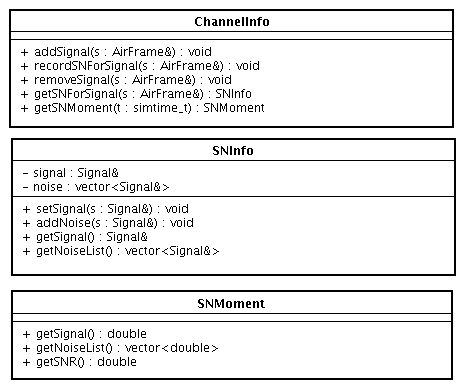 ChannelInfo
+ addSignal(s : AirFrame&) : void
+ recordSNForSignal(s : AirFrame&) : void
+ removeSignal(s : AirFrame&) : void
+ getSNForSignal(s : AirFrame&) : SNInfo
+ getSNMoment(t : simtime_t) : SNMoment
SNInfo
- signal : Signal&
- noise : vector<Signal&>
+ setSignal(s : Signal&) : void
+ addNoise(s : Signal&) : void
+ getSignal() : Signal&
+ getNoiseList() : vector<Signal&>
SNMoment
+ getSignal() : double
+ getNoiseList() : vector<double>
+ getSNR() : double